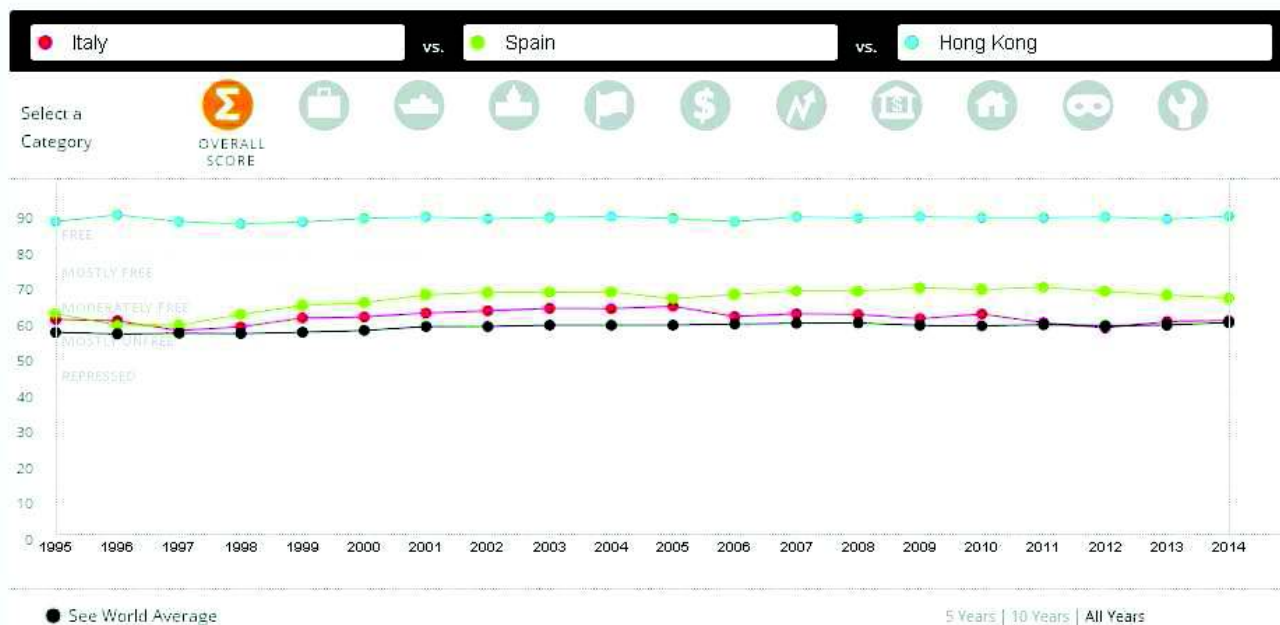 Italy vs. Spain vs. Hong Kong
Select a
Category
OVERALL
SCORE
90
FREE
80
MOSTLY FREE
70
MODERATELY FREE
60
MOSTLY UNFREE
50
REPRESSED
40
30
20
10
0
1995 1996 1997 1998 1999 2000 2001 2002 2003 2004 2005 2006 2007 2008 2009 2010 2011 2012 2013 2014
See World Average
5 Years | 10 Years | All Years